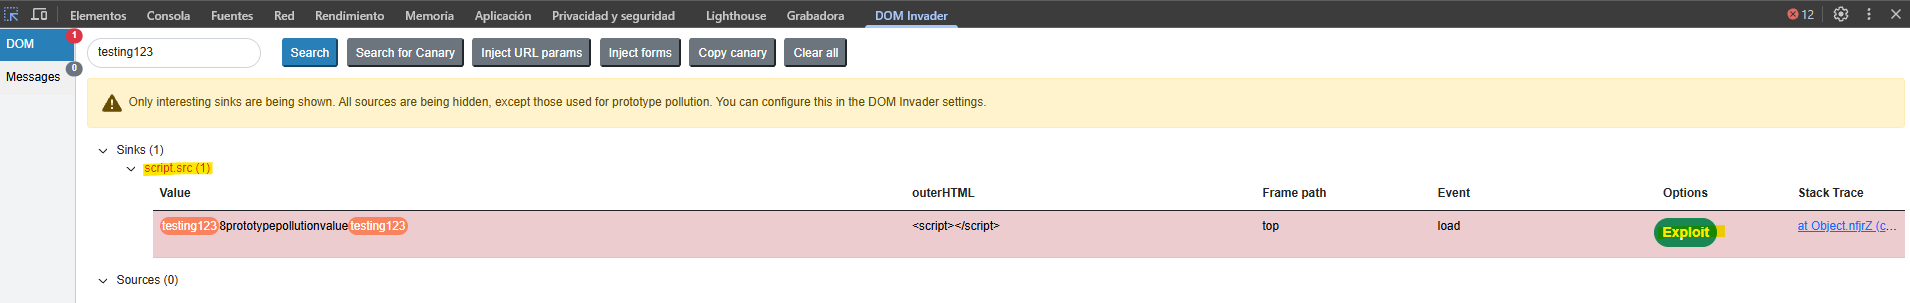 Elementos Consola Fuentes Red Rendimiento Memoría Aplicación Privacidad y seguridad Lighthouse Grabadora DOM Invader 12
DOM 1
Messages 0
testing123 Search Search for Canary Inject URL params Inject forms Copy canary Clear all
Only interesting sinks are being shown. All sources are being hidden, except those used for prototype pollution. You can configure this in the DOM Invader settings.
Sinks (1)
script.src (1)
Value outerHTML Frame path Event Options Stack Trace
testing1238prototypepollutionvaluetesting123 <script></script> top load Exploit at Object.nfjrZ (c...
Sources (0)